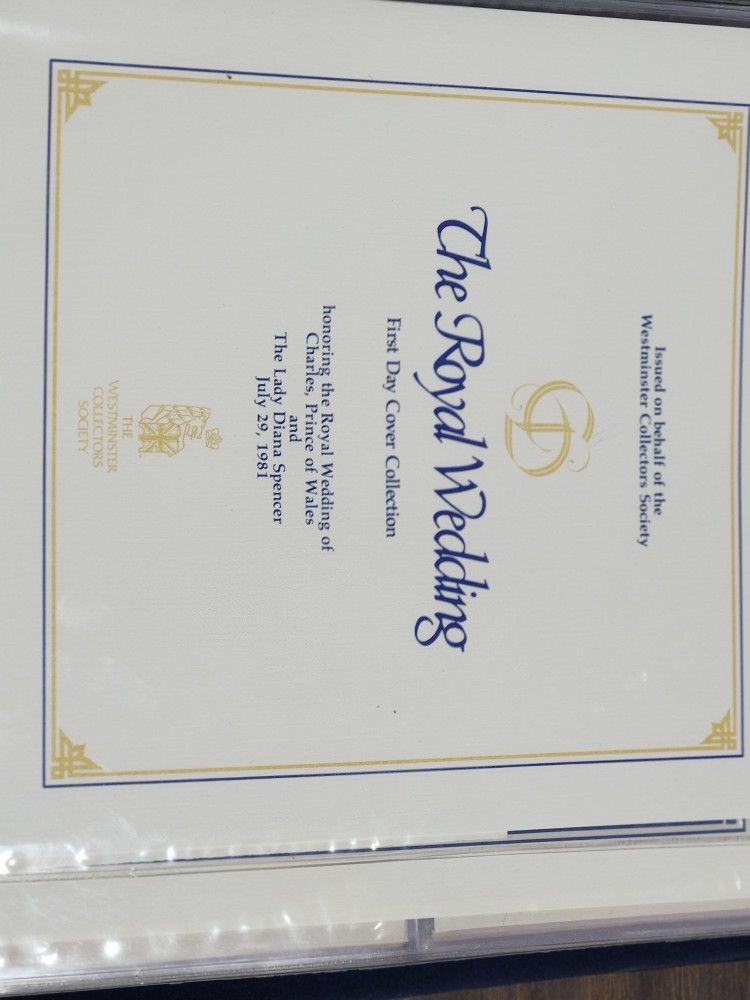 Issued on behalf of the
Westminster Collectors Society
CD
The Royal Wedding
First Day Cover Collection
honoring the Royal Wedding of
Charles, Prince of Wales
and
The Lady Diana Spencer
July 29, 1981
THE
WESTMINSTER
COLLECTORS
SOCIETY